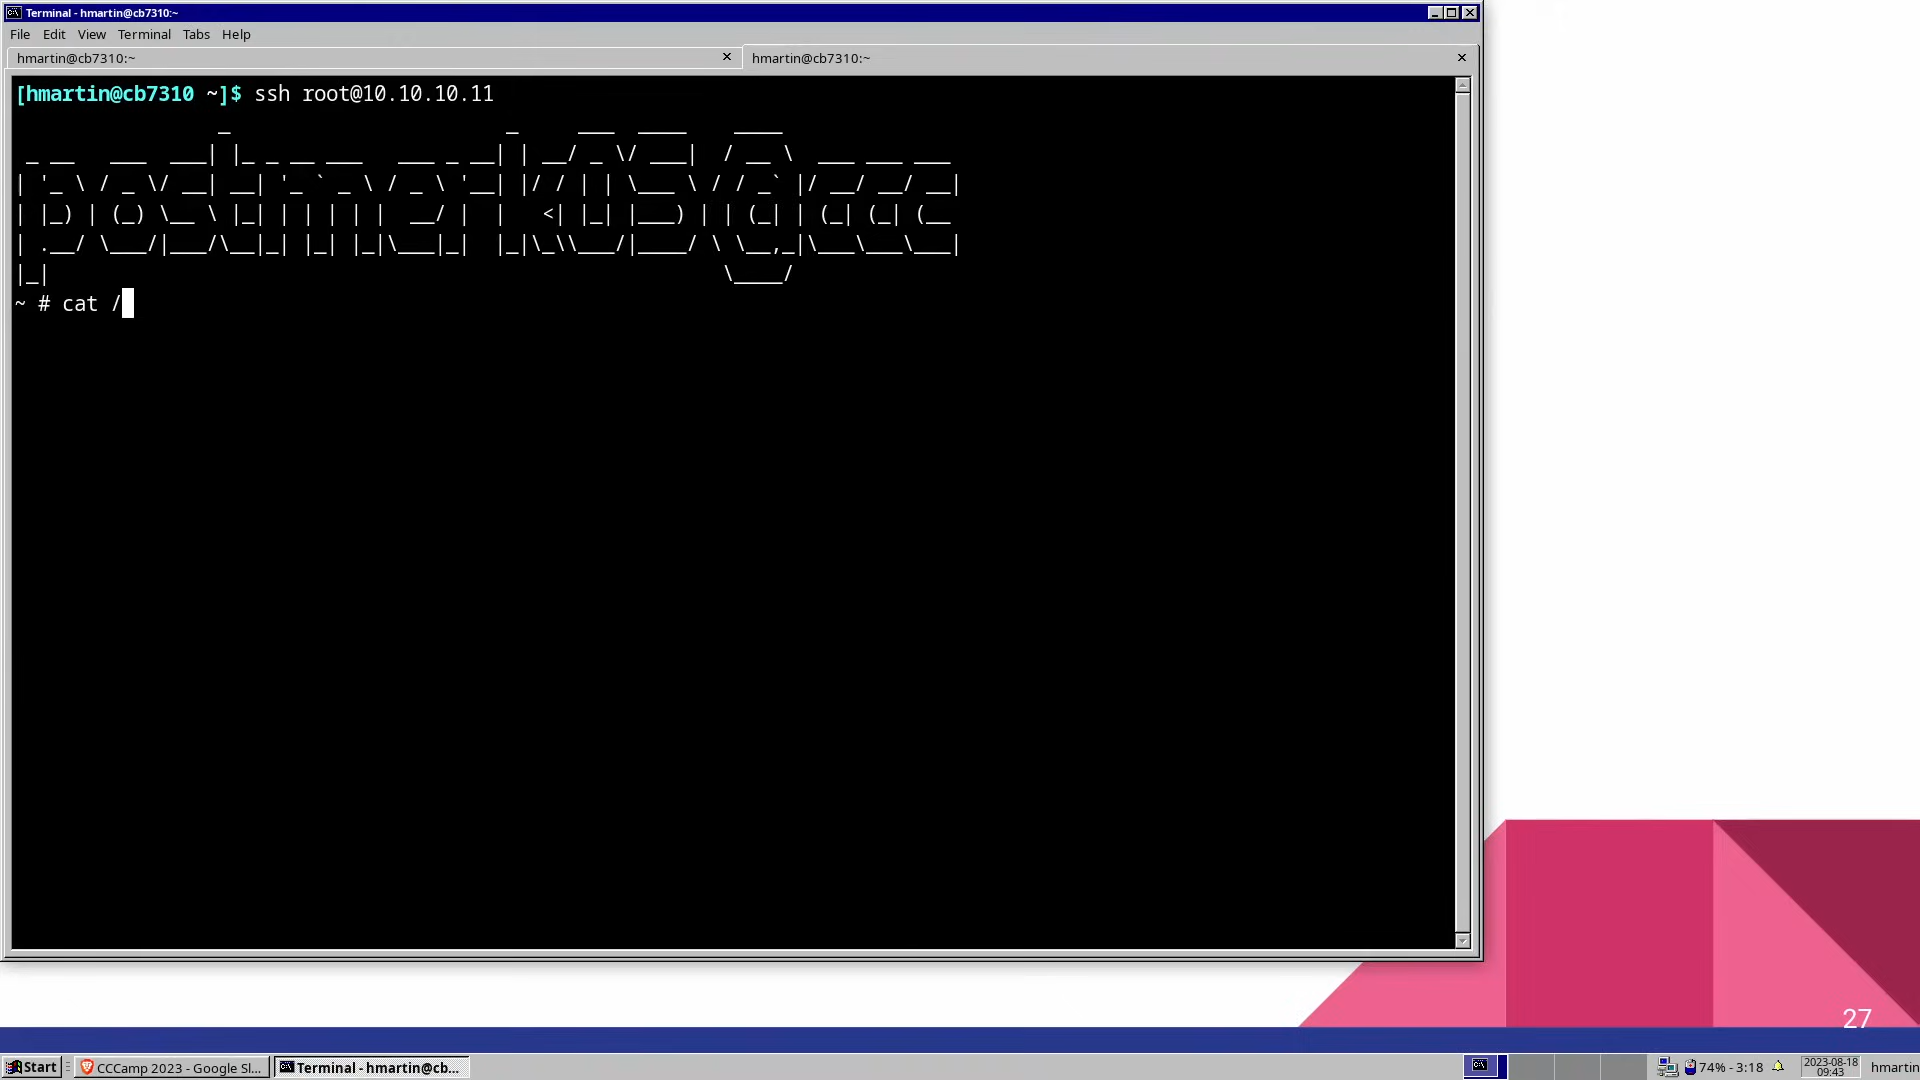 Terminal - hmartin@cb7310:~
File Edit View Terminal Tabs Help
hmartin@cb7310:~ hmartin@cb7310:~
[hmartin@cb7310 ~]$ ssh root@10.10.10.11
postmerk05@ccc
~ # cat /
27
Start CCCamp 2023 - Google Sl... Terminal - hmartin@cb... 74% - 3:18 2023-08-18 09:43 hmartin